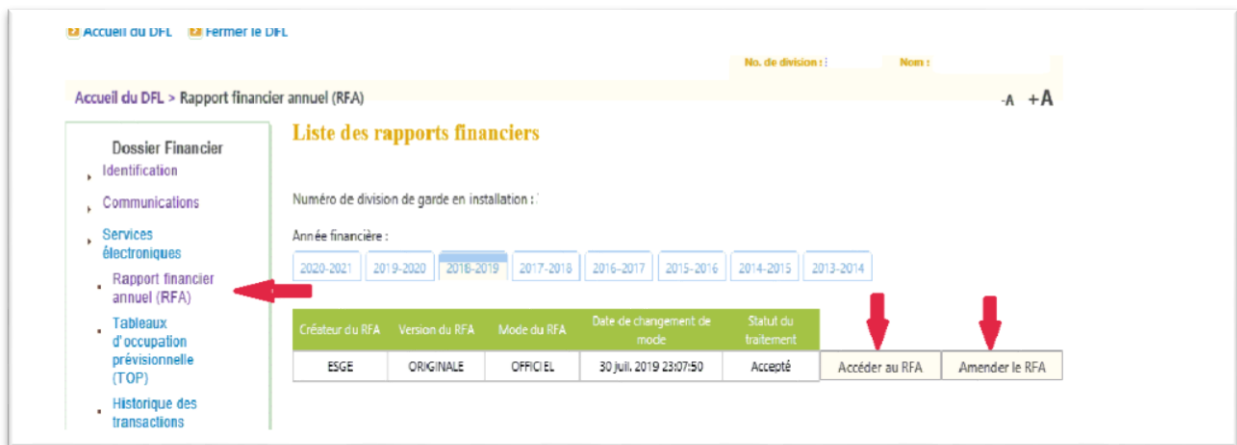 Accueil du DFL Fermer le DFL
No. de division : Nom :
Accueil du DFL > Rapport financier annuel (RFA)
-A +A
Dossier Financier
Identification
Communications
Services
électroniques
Rapport financier
annuel (RFA)
Tableaux
d'occupation
prévisionnelle
(TOP)
Historique des
transactions
Liste des rapports financiers
Numéro de division de garde en installation :
Année financière :
2020-2021 2019-2020 2018-2019 2017-2018 2016-2017 2015-2016 2014-2015 2013-2014
Créateur du RFA Version du RFA Mode du RFA Date de changement de mode Statut du traitement
ESGE ORIGINALE OFFICIEL 30 juil. 2019 23:07:50 Accepté Accéder au RFA Amender le RFA